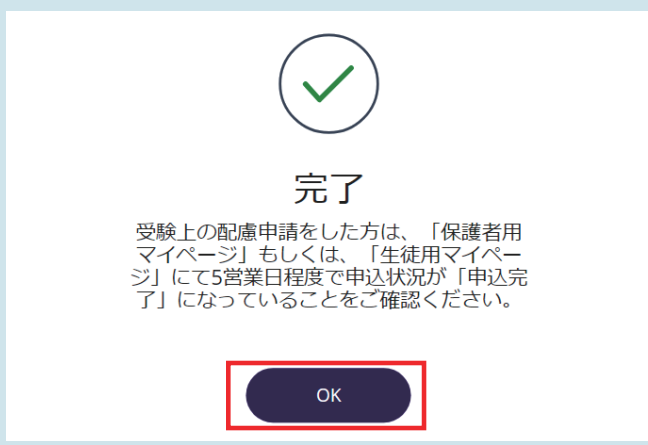 完了
受験上の配慮申請をした方は、「保護者用
マイページ」もしくは、「生徒用マイペー
ジ」にて5営業日程度で申込状況が「申込完
了」になっていることをご確認ください。
OK